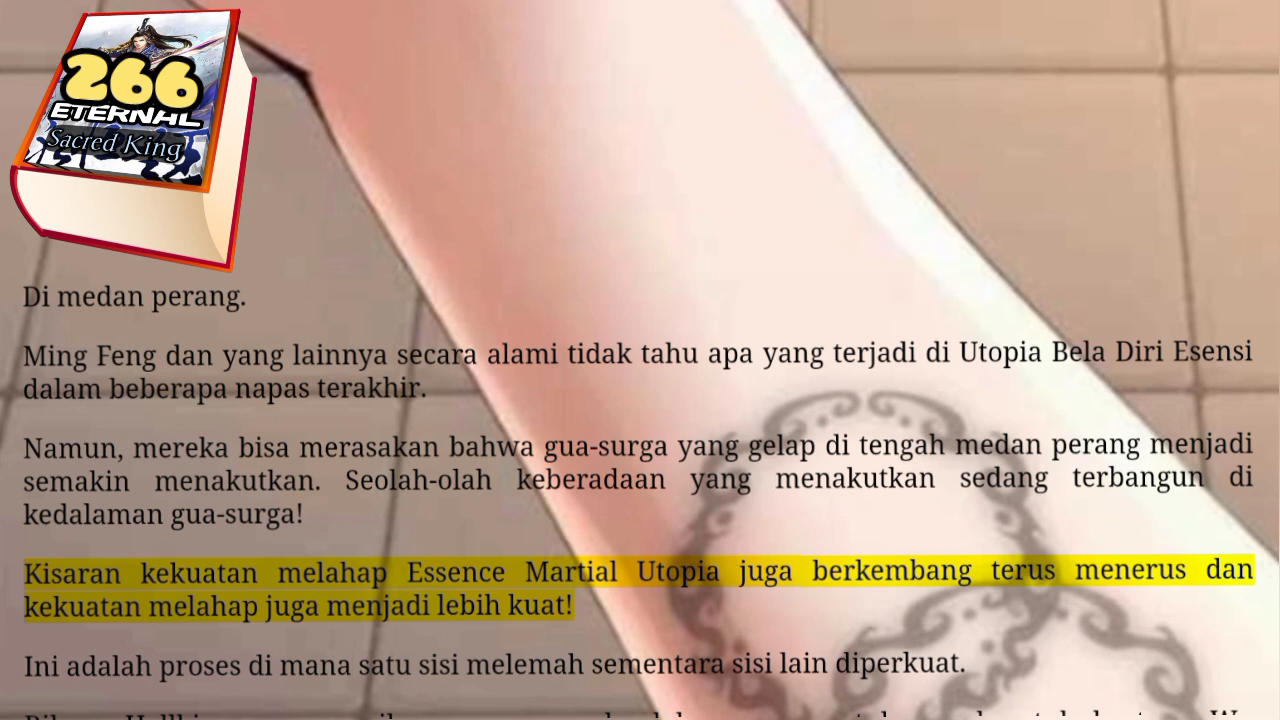 266
ETERNAL
Sacred King
Di medan perang.
Ming Feng dan yang lainnya secara alami tidak tahu apa yang terjadi di Utopia Bela Diri Esensi
dalam beberapa napas terakhir.
Namun, mereka bisa merasakan bahwa gua-surga yang gelap di tengah medan perang menjadi
semakin menakutkan. Seolah-olah keberadaan yang menakutkan sedang terbangun di
kedalaman gua-surga!
Kisaran kekuatan melahap Essence Martial Utopia juga berkembang terus menerus dan
kekuatan melahap juga menjadi lebih kuat!
Ini adalah proses di mana satu sisi melemah sementara sisi lain diperkuat.